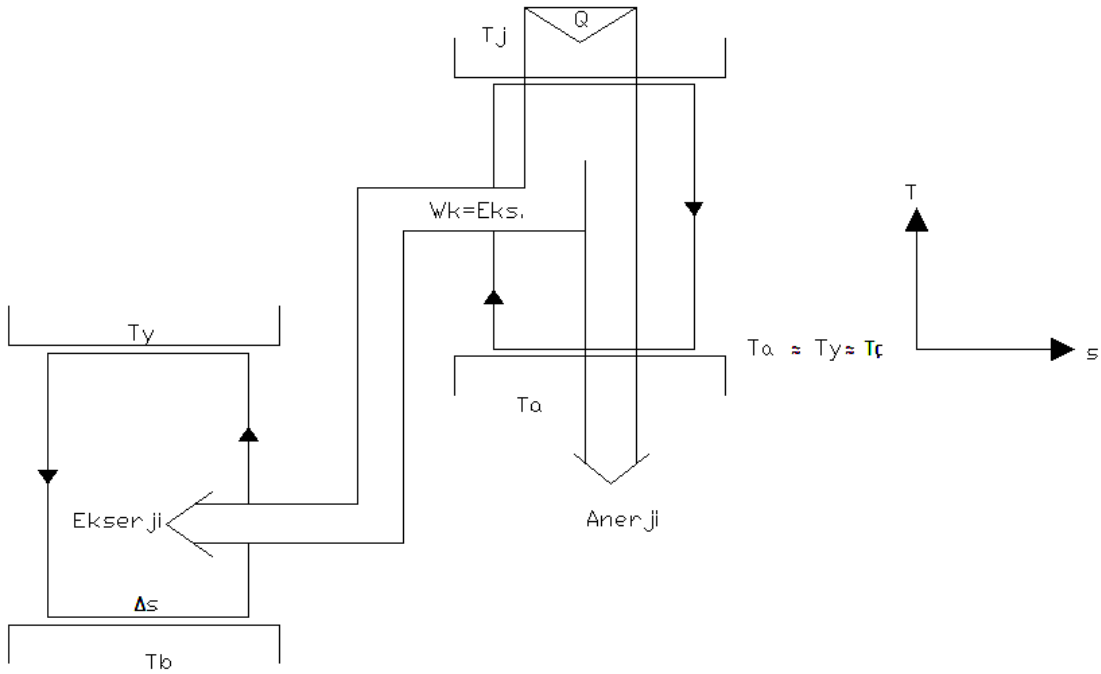 Q
Tj
T
Wk=Eks.
Ty
Ta ≈ Ty ≈ Tç
s
Ta
Ekserji
Anerji
Δs
Tb